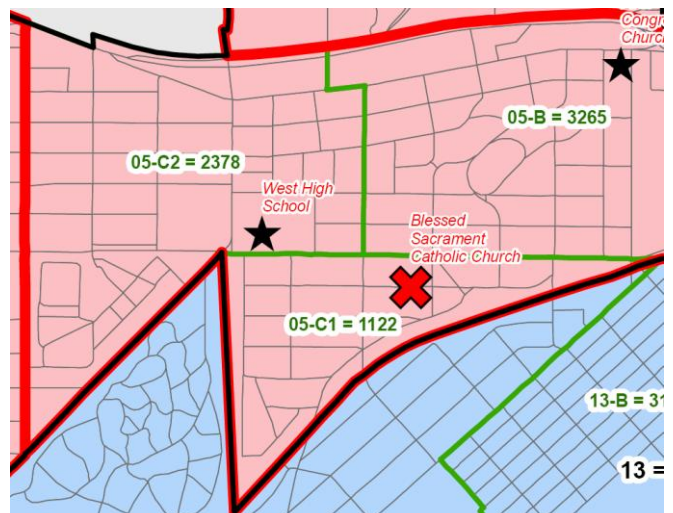 Congr
Church
05-B = 3265
05-C2 = 2378
West High
School
Blessed
Sacrament
Catholic Church
05-C1 = 1122
13-B = 31
13 =